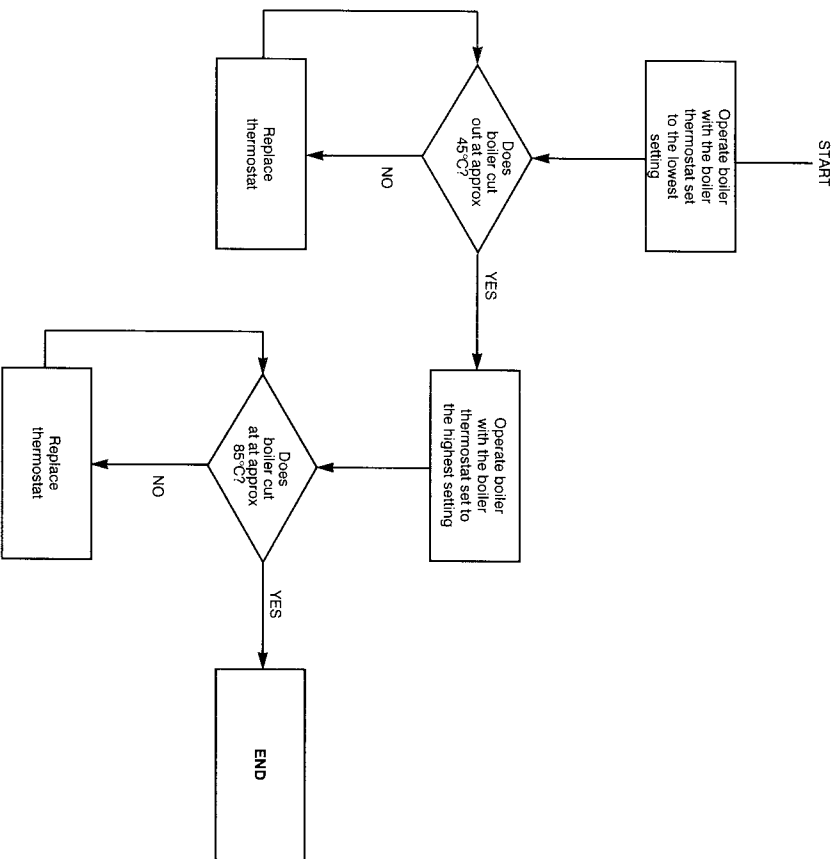 START
Operate boiler
with the boiler
thermostat set
to the lowest
setting
Does
boiler cut
out at approx
45°C?
NO
Replace
thermostat
YES
Operate boiler
with the boiler
thermostat set to
the highest setting
Does
boiler cut
at at approx
85°C?
NO
Replace
thermostat
YES
END